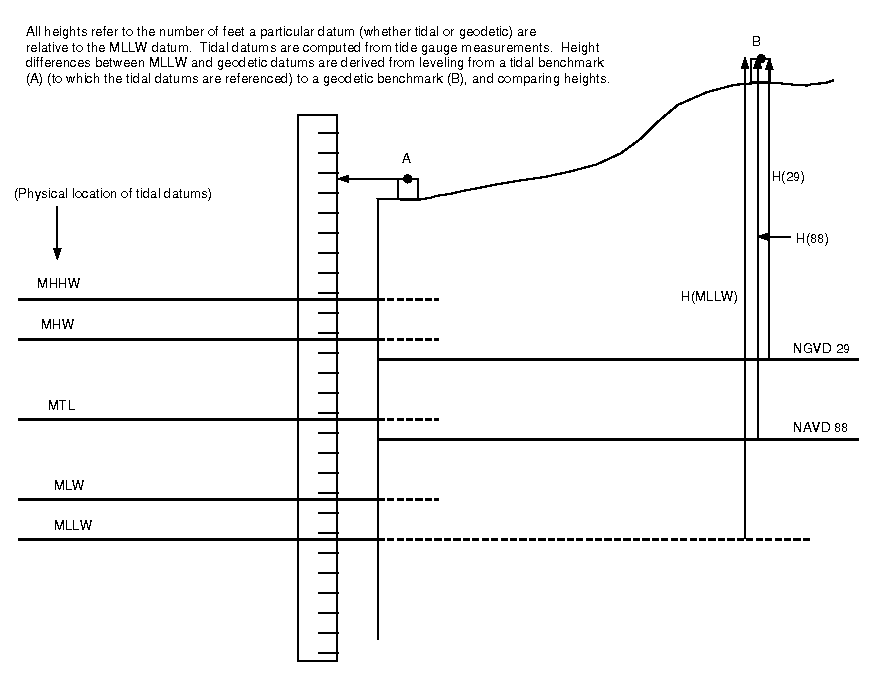 All heights refer to the number of feet a particular datum (whether tidal or geodetic) are
relative to the MLLW datum.  Tidal datums are computed from tide gauge measurements.  Height
differences between MLLW and geodetic datums are derived from leveling from a tidal benchmark
(A) (to which the tidal datums are referenced) to a geodetic benchmark (B), and comparing heights.
B
A
H(29)
(Physical location of tidal datums)
H(88)
MHHW
H(MLLW)
MHW
NGVD 29
MTL
NAVD 88
MLW
MLLW